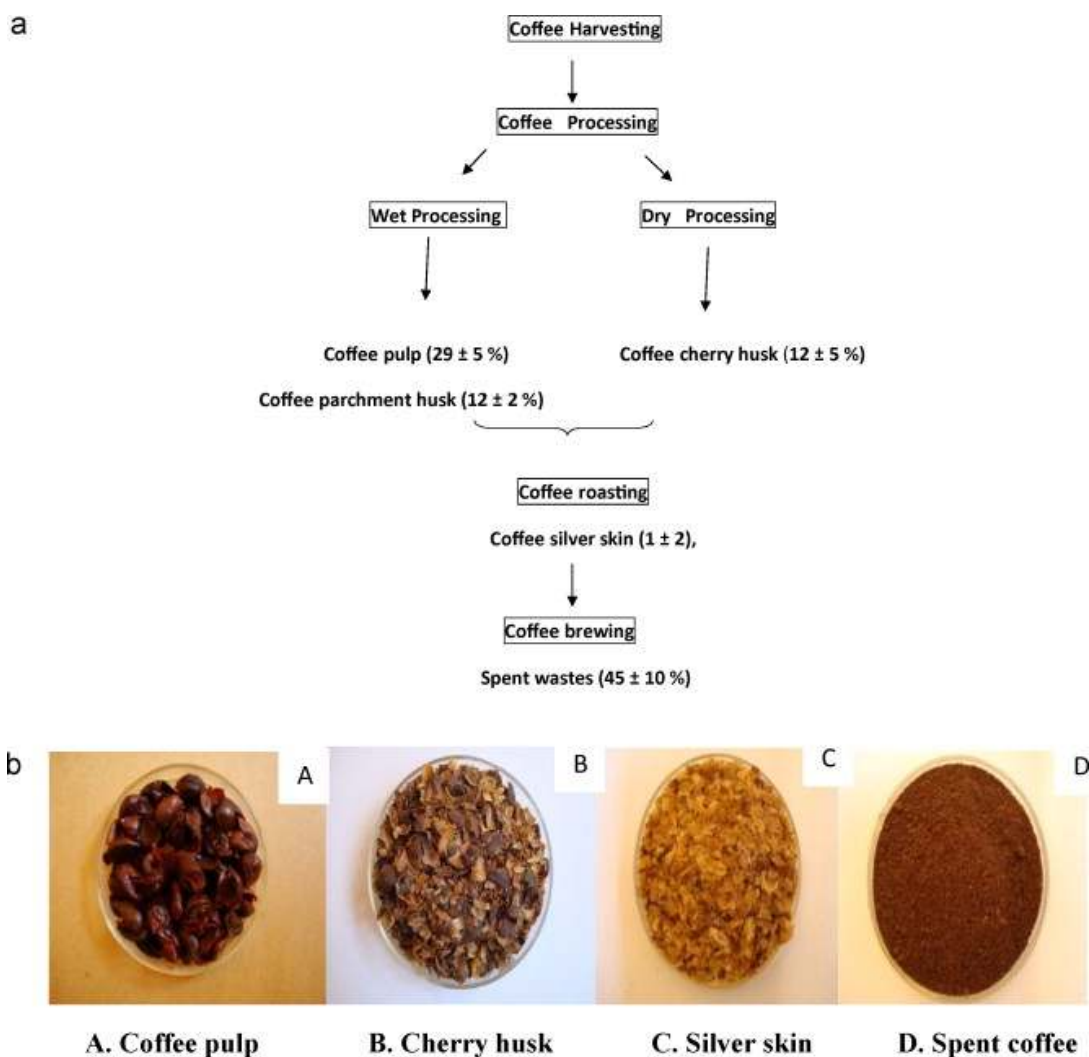 a
Coffee Harvesting
Coffee Processing
Wet Processing
Dry Processing
Coffee pulp (29 ± 5 %)
Coffee cherry husk (12 ± 5 %)
Coffee parchment husk (12 ± 2 %)
Coffee roasting
Coffee silver skin (1 ± 2),
Coffee brewing
Spent wastes (45 ± 10 %)
b
A
B
C
D
A. Coffee pulp
B. Cherry husk
C. Silver skin
D. Spent coffee